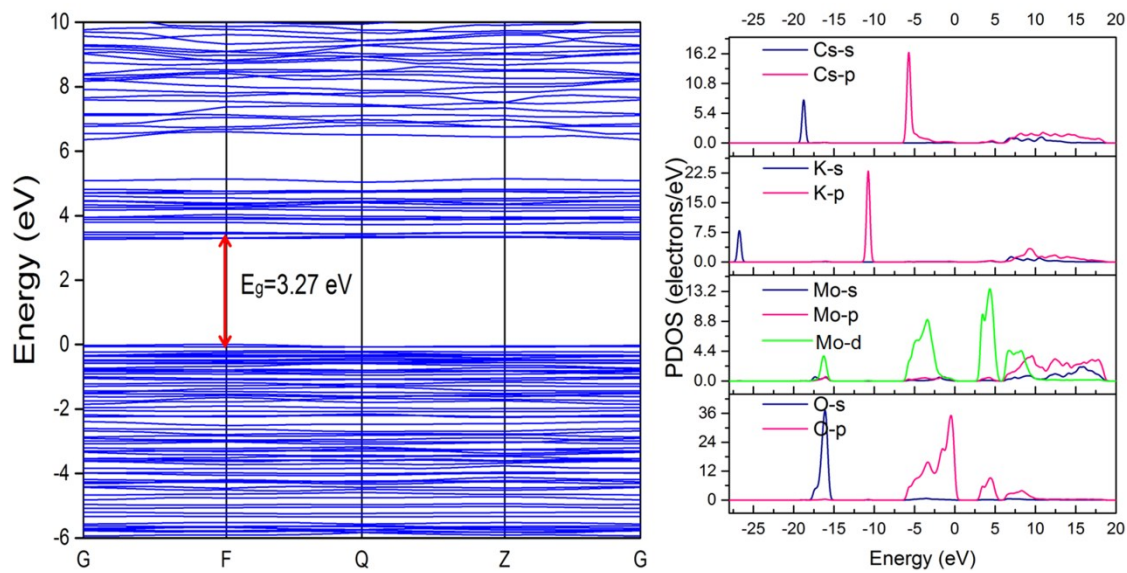 10
8
6
4
2
0
-2
-4
-6
Energy (eV)
Eg=3.27 eV
G F Q Z G
-25 -20 -15 -10 -5 0 5 10 15 20
16.2
10.8
5.4
0.0
Cs-s
Cs-p
22.5
15.0
7.5
0.0
K-s
K-p
13.2
8.8
4.4
0.0
Mo-s
Mo-p
Mo-d
36
24
12
0
O-s
O-p
PDOS (electrons/eV)
-25 -20 -15 -10 -5 0 5 10 15 20
Energy (eV)